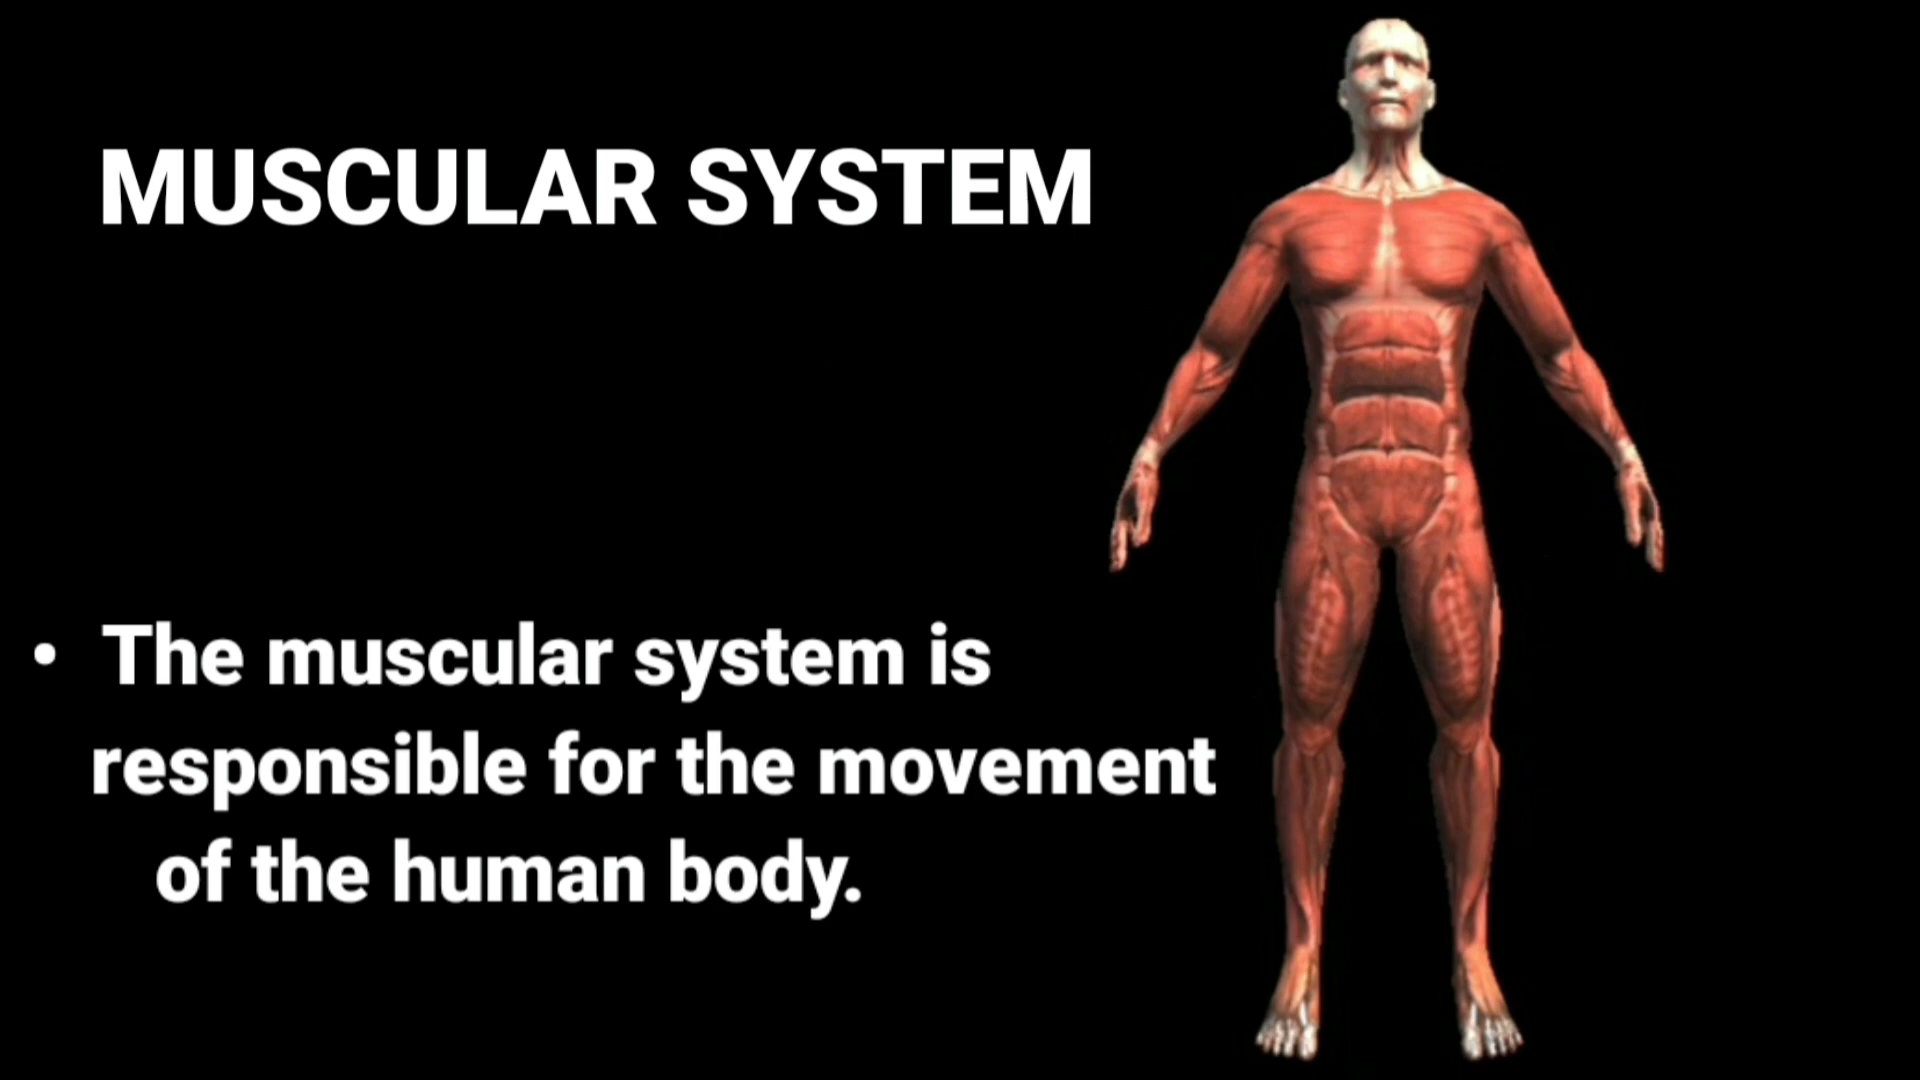 MUSCULAR SYSTEM
• The muscular system is
responsible for the movement
of the human body.